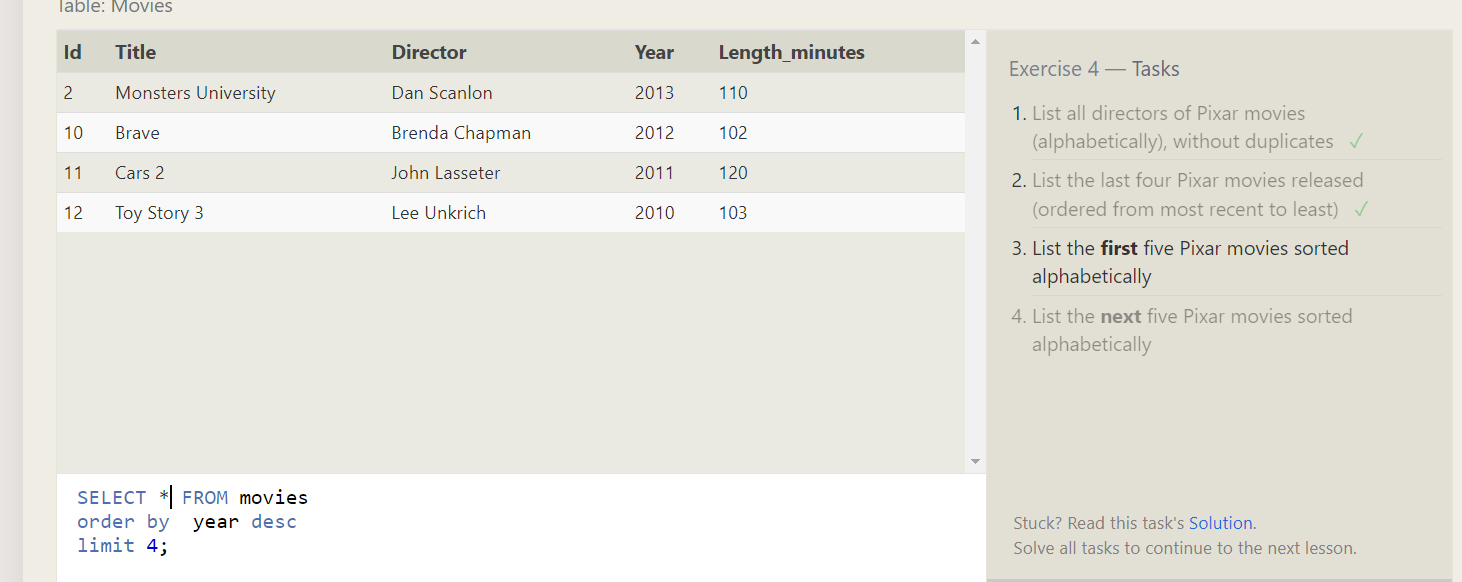 Table: Movies
Id Title Director Year Length_minutes
2 Monsters University Dan Scanlon 2013 110
10 Brave Brenda Chapman 2012 102
11 Cars 2 John Lasseter 2011 120
12 Toy Story 3 Lee Unkrich 2010 103
SELECT * FROM movies
order by  year desc
limit 4;
Exercise 4 — Tasks
1. List all directors of Pixar movies
(alphabetically), without duplicates ✓
2. List the last four Pixar movies released
(ordered from most recent to least) ✓
3. List the first five Pixar movies sorted
alphabetically
4. List the next five Pixar movies sorted
alphabetically
Stuck? Read this task's Solution.
Solve all tasks to continue to the next lesson.